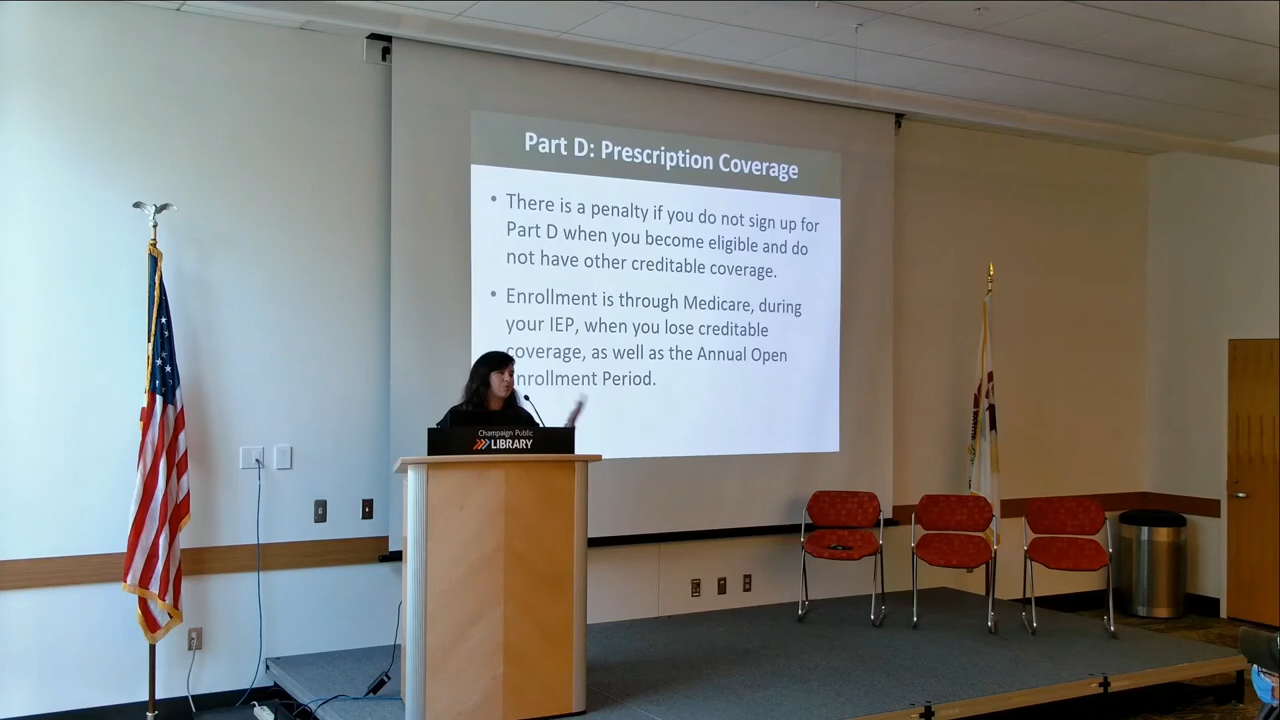 Part D: Prescription Coverage
• There is a penalty if you do not sign up for
Part D when you become eligible and do
not have other creditable coverage.
• Enrollment is through Medicare, during
your IEP, when you lose creditable
coverage, as well as the Annual Open
nrollment Period.
Champaign Public
LIBRARY